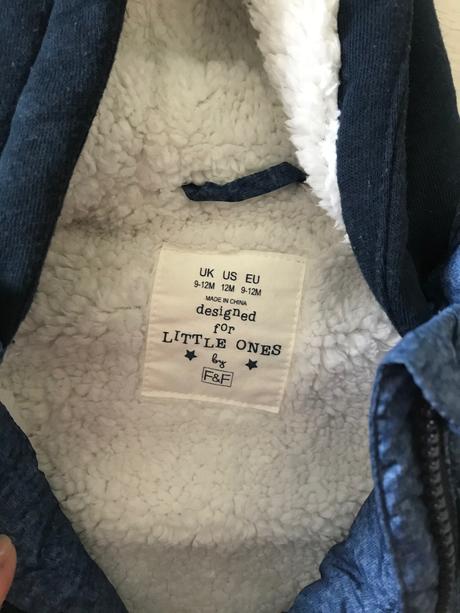 UK US EU
9-12M 12M 9-12M
MADE IN CHINA
designed
for
LITTLE ONES
by
F&F